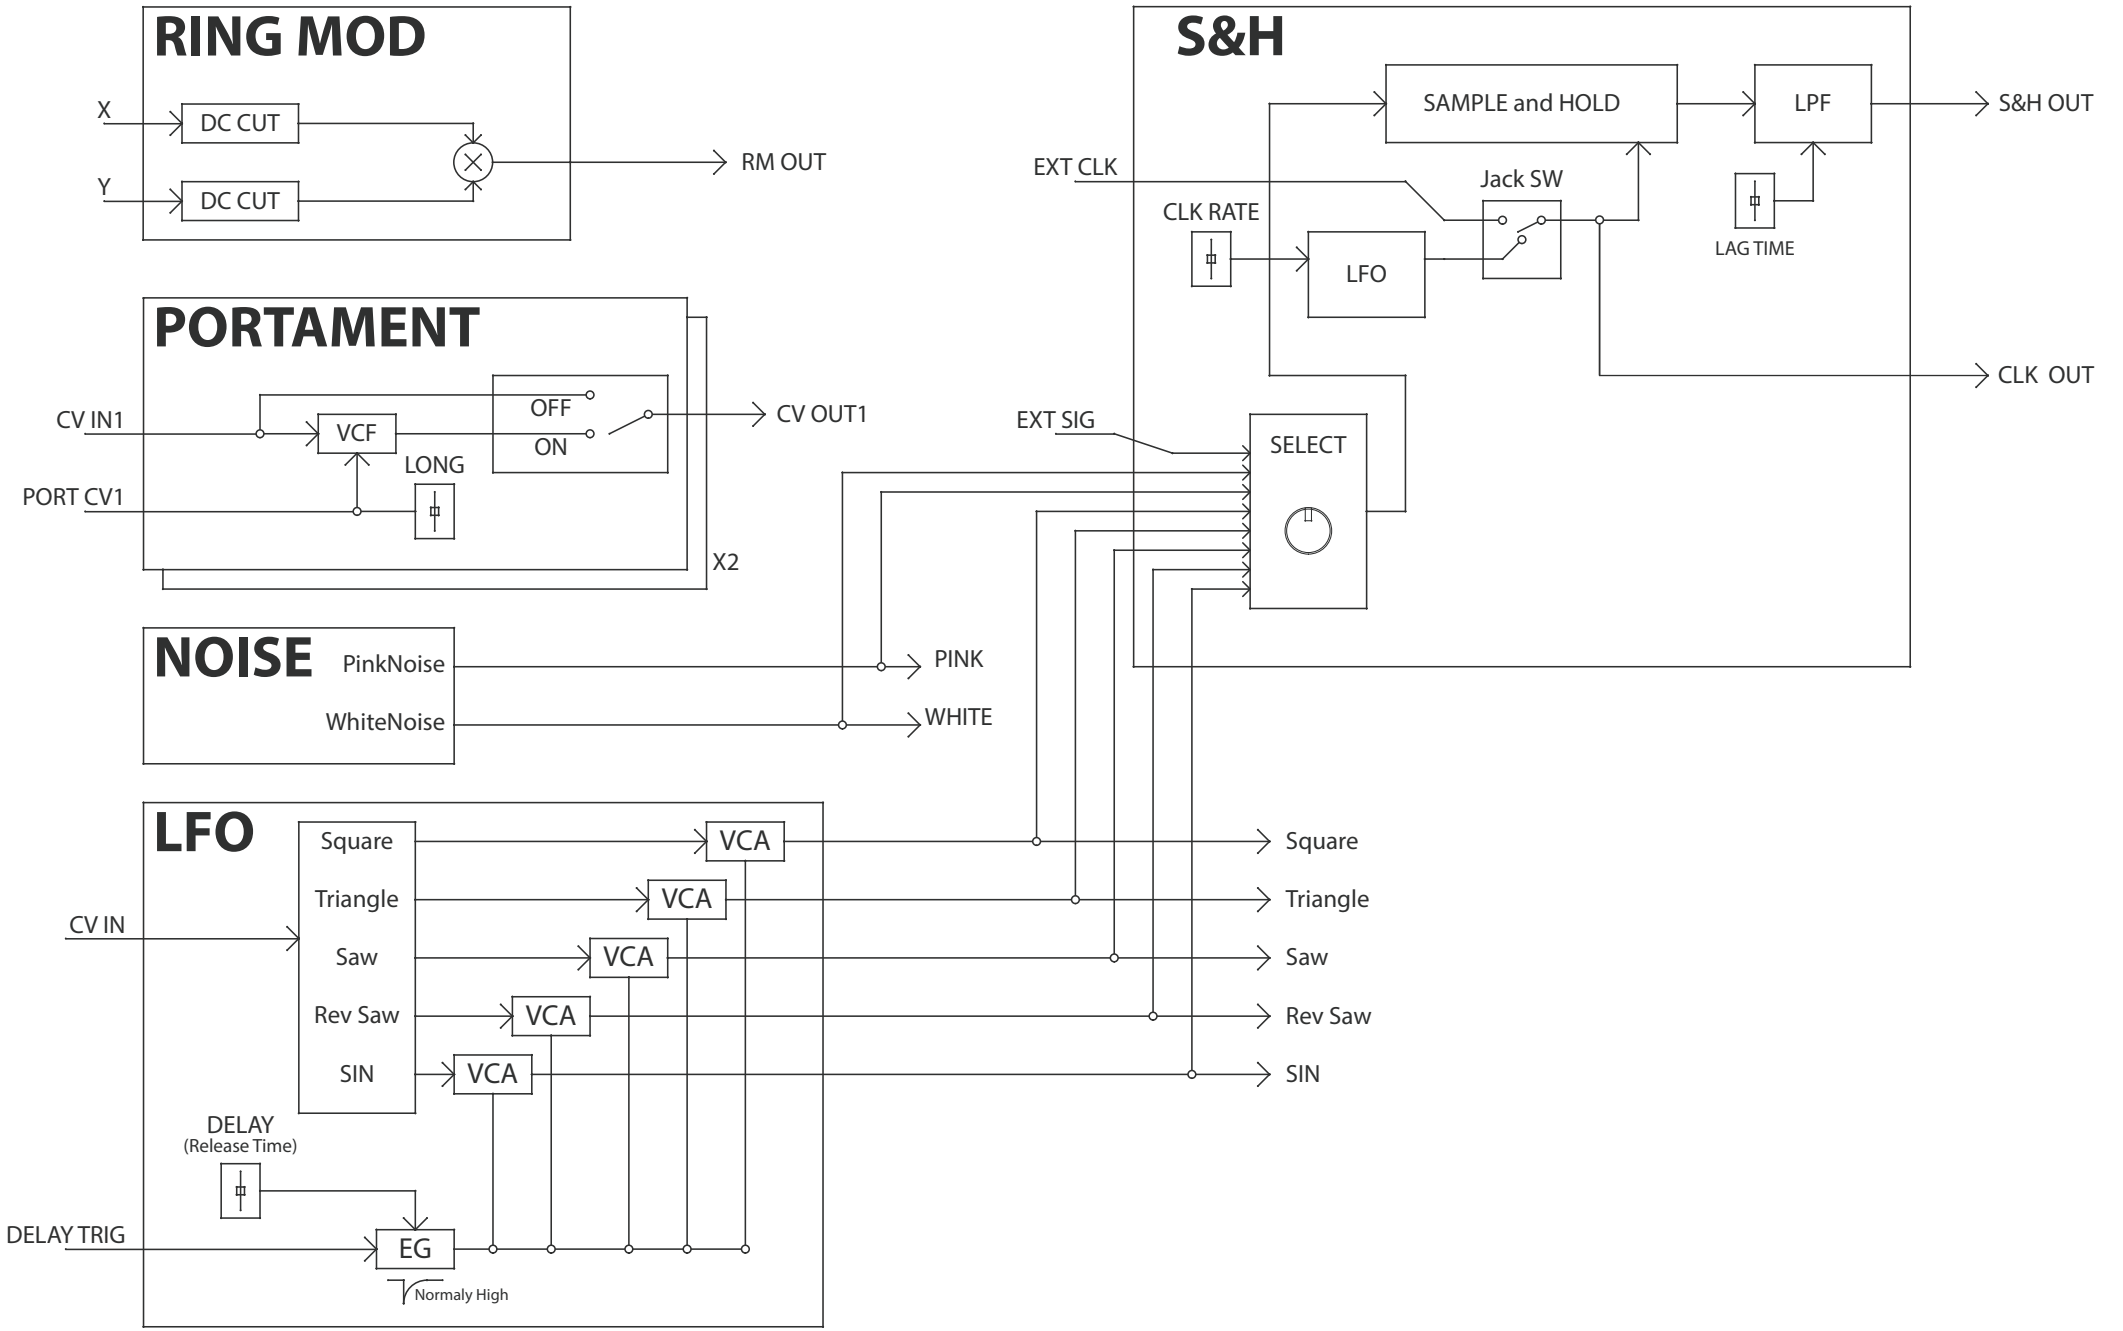 RING MOD
X
DC CUT
Y
DC CUT
RM OUT
PORTAMENT
CV IN1
VCF
OFF
ON
CV OUT1
LONG
PORT CV1
X2
NOISE
PinkNoise
PINK
WhiteNoise
WHITE
LFO
Square
VCA
Square
Triangle
VCA
Triangle
CV IN
Saw
VCA
Saw
Rev Saw
VCA
Rev Saw
SIN
VCA
SIN
DELAY
(Release Time)
DELAY TRIG
EG
Normaly High
S&H
SAMPLE and HOLD
LPF
S&H OUT
EXT CLK
Jack SW
CLK RATE
LFO
LAG TIME
CLK OUT
EXT SIG
SELECT